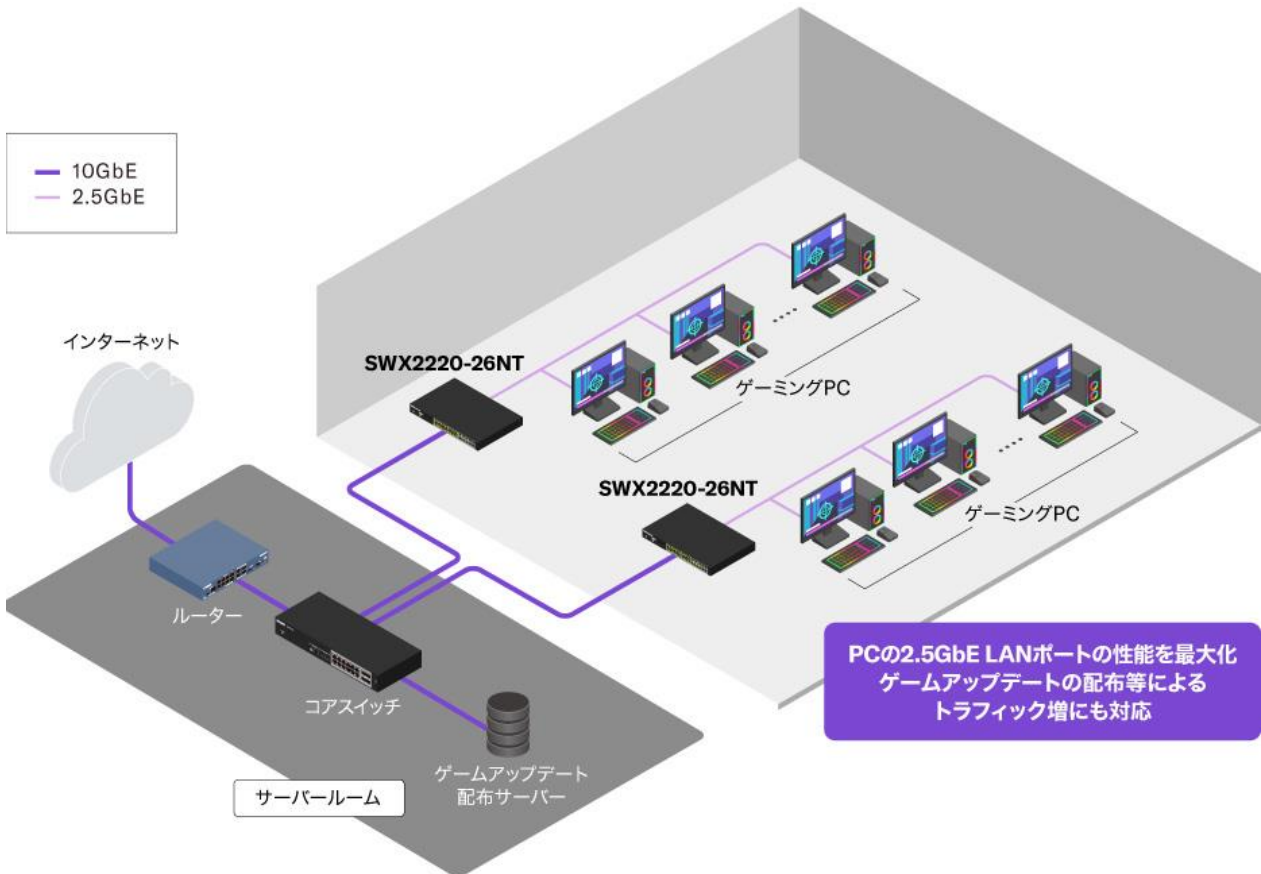 10GbE
2.5GbE
インターネット
SWX2220-26NT
ゲーミングPC
SWX2220-26NT
ゲーミングPC
ルーター
コアスイッチ
ゲームアップデート
配布サーバー
サーバールーム
PCの2.5GbE LANポートの性能を最大化
ゲームアップデートの配布等による
トラフィック増にも対応